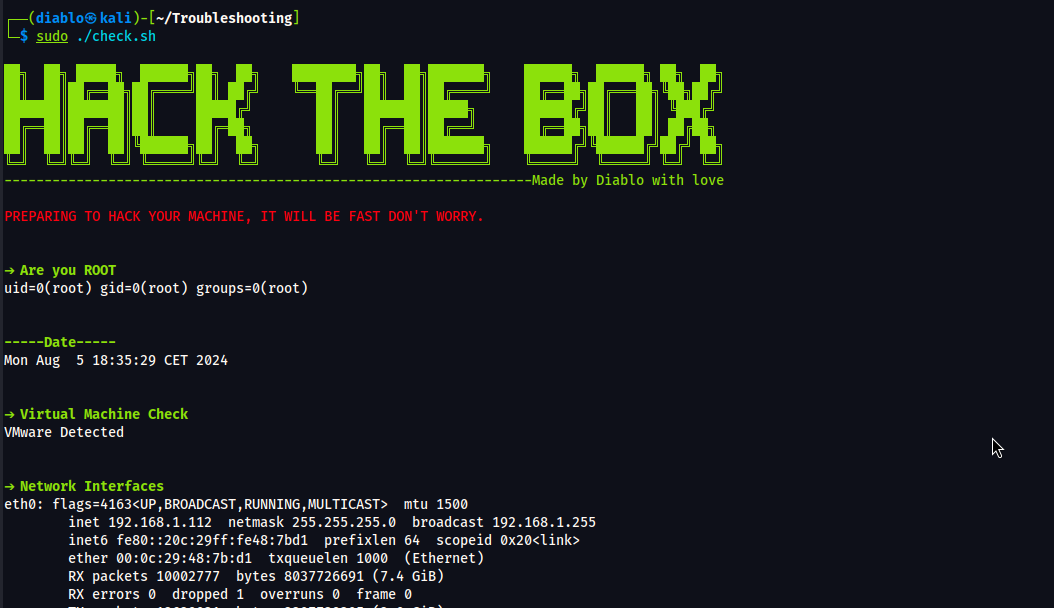 ┌──(diablo㉿kali)-[~/Troubleshooting]
└─$ sudo ./check.sh
HACK THE BOX
------------------------------------------------------------------Made by Diablo with love
PREPARING TO HACK YOUR MACHINE, IT WILL BE FAST DON'T WORRY.
→ Are you ROOT
uid=0(root) gid=0(root) groups=0(root)
-----Date-----
Mon Aug  5 18:35:29 CET 2024
→ Virtual Machine Check
VMware Detected
→ Network Interfaces
eth0: flags=4163<UP,BROADCAST,RUNNING,MULTICAST>  mtu 1500
        inet 192.168.1.112  netmask 255.255.255.0  broadcast 192.168.1.255
        inet6 fe80::20c:29ff:fe48:7bd1  prefixlen 64  scopeid 0x20<link>
        ether 00:0c:29:48:7b:d1  txqueuelen 1000  (Ethernet)
        RX packets 10002777  bytes 8037726691 (7.4 GiB)
        RX errors 0  dropped 1  overruns 0  frame 0